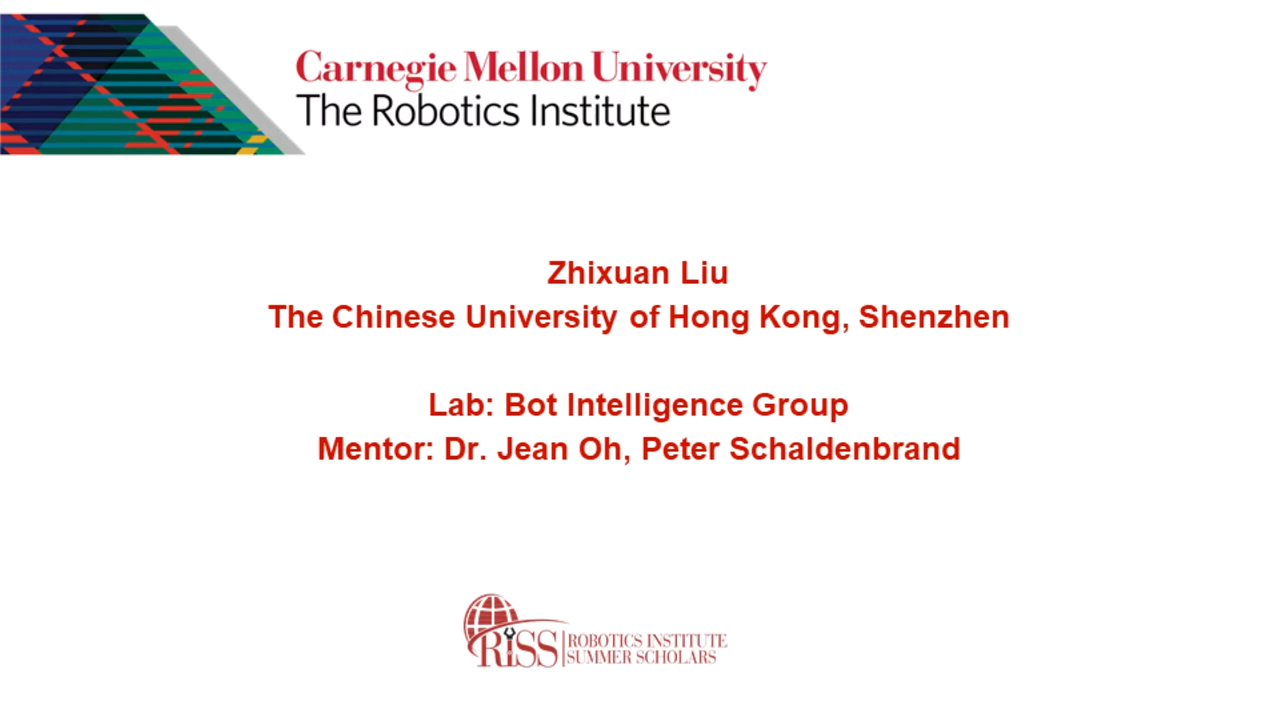 Carnegie Mellon University
The Robotics Institute
Zhixuan Liu
The Chinese University of Hong Kong, Shenzhen
Lab: Bot Intelligence Group
Mentor: Dr. Jean Oh, Peter Schaldenbrand
RiSS
ROBOTICS INSTITUTE
SUMMER SCHOLARS